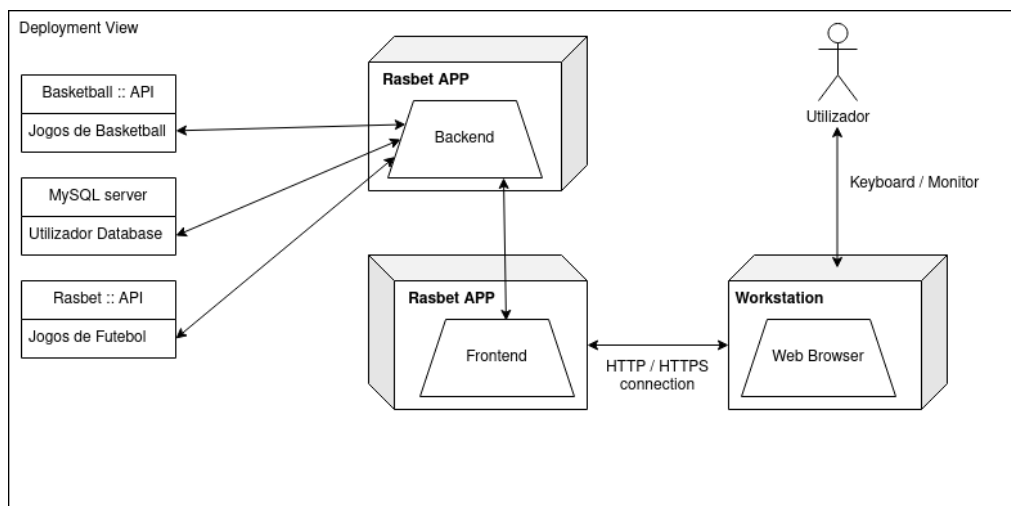 Deployment View
Basketball :: API
Jogos de Basketball
MySQL server
Utilizador Database
Rasbet :: API
Jogos de Futebol
Rasbet APP
Backend
Rasbet APP
Frontend
HTTP / HTTPS
connection
Utilizador
Keyboard / Monitor
Workstation
Web Browser